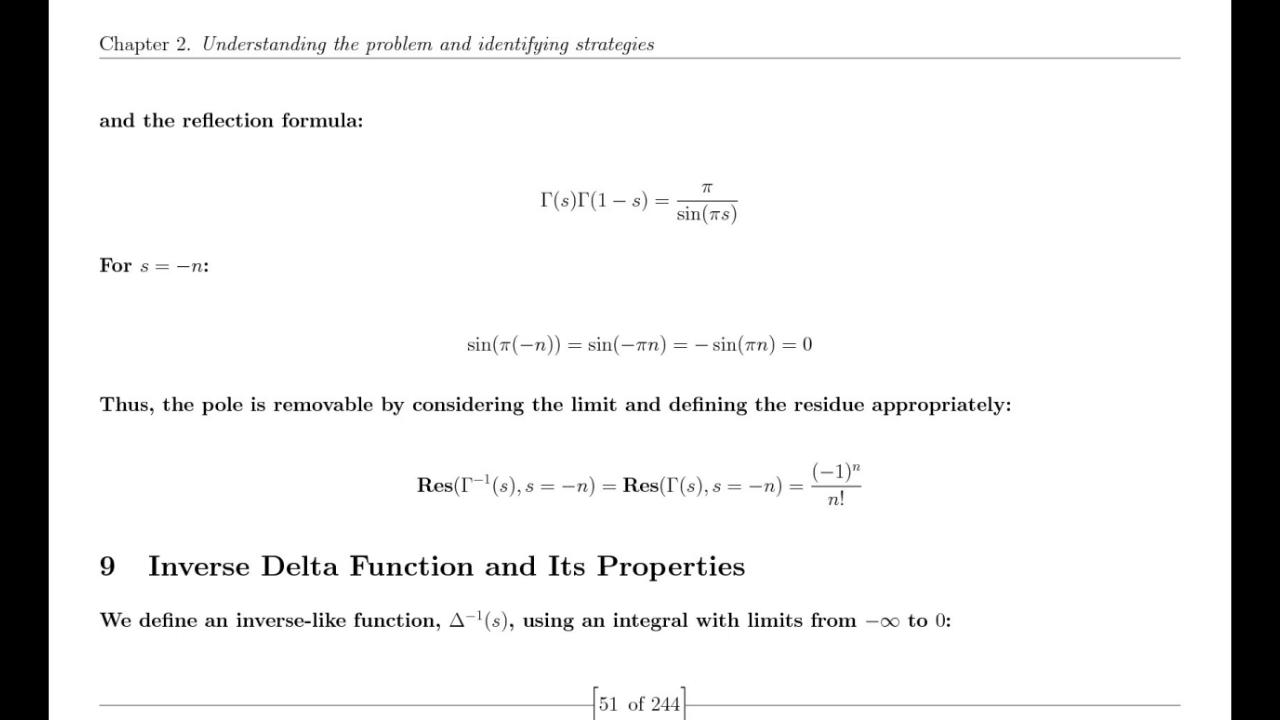 Chapter 2. Understanding the problem and identifying strategies
and the reflection formula:
Γ(s)Γ(1 − s) = π / sin(πs)
For s = −n:
sin(π(−n)) = sin(−πn) = − sin(πn) = 0
Thus, the pole is removable by considering the limit and defining the residue appropriately:
Res(Γ⁻¹(s), s = −n) = Res(Γ(s), s = −n) = (−1)ⁿ / n!
9 Inverse Delta Function and Its Properties
We define an inverse-like function, Δ⁻¹(s), using an integral with limits from −∞ to 0:
[51 of 244]